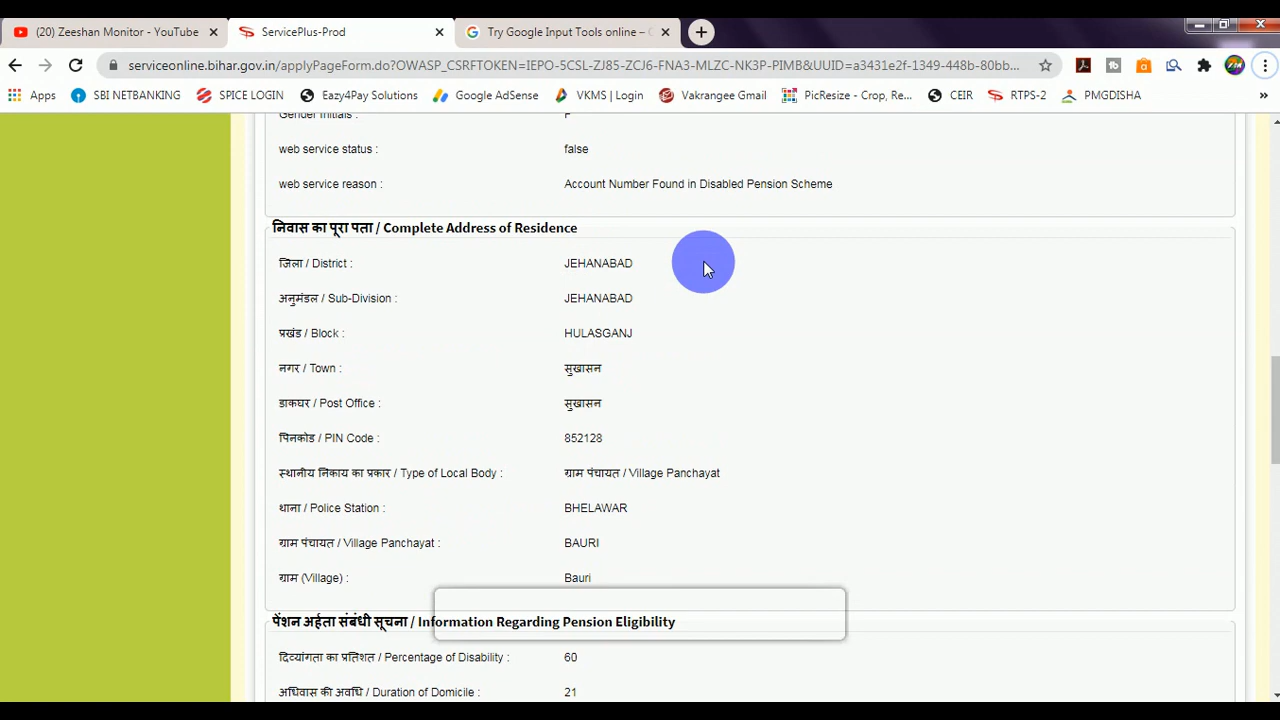 (20) Zeeshan Monitor - YouTube
ServicePlus-Prod
Try Google Input Tools online –
serviceonline.bihar.gov.in/applyPageForm.do?OWASP_CSRFTOKEN=IEPO-LCSL-ZJ85-ZCJ6-FNA3-MLZC-NK3P-PIMB&UUID=a3431e2f-1349-448b-80bb...
Apps
SBI NETBANKING
SPICE LOGIN
Eazy4Pay Solutions
Google AdSense
VKMS | Login
Vakrangee Gmail
PicResize - Crop, Re...
CEIR
RTPS-2
PMGDISHA
»
Gender Initials :
web service status : false
web service reason : Account Number Found in Disabled Pension Scheme
निवास का पूरा पता / Complete Address of Residence
जिला / District : JEHANABAD
अनुमंडल / Sub-Division : JEHANABAD
प्रखंड / Block : HULASGANJ
नगर / Town : सुखासन
डाकघर / Post Office : सुखासन
पिनकोड / PIN Code : 852128
स्थानीय निकाय का प्रकार / Type of Local Body : ग्राम पंचायत / Village Panchayat
थाना / Police Station : BHELAWAR
ग्राम पंचायत / Village Panchayat : BAURI
ग्राम (Village) : Bauri
पेंशन अर्हता संबंधी सूचना / Information Regarding Pension Eligibility
दिव्यांगता का प्रतिशत / Percentage of Disability : 60
अधिवास की अवधि / Duration of Domicile : 21